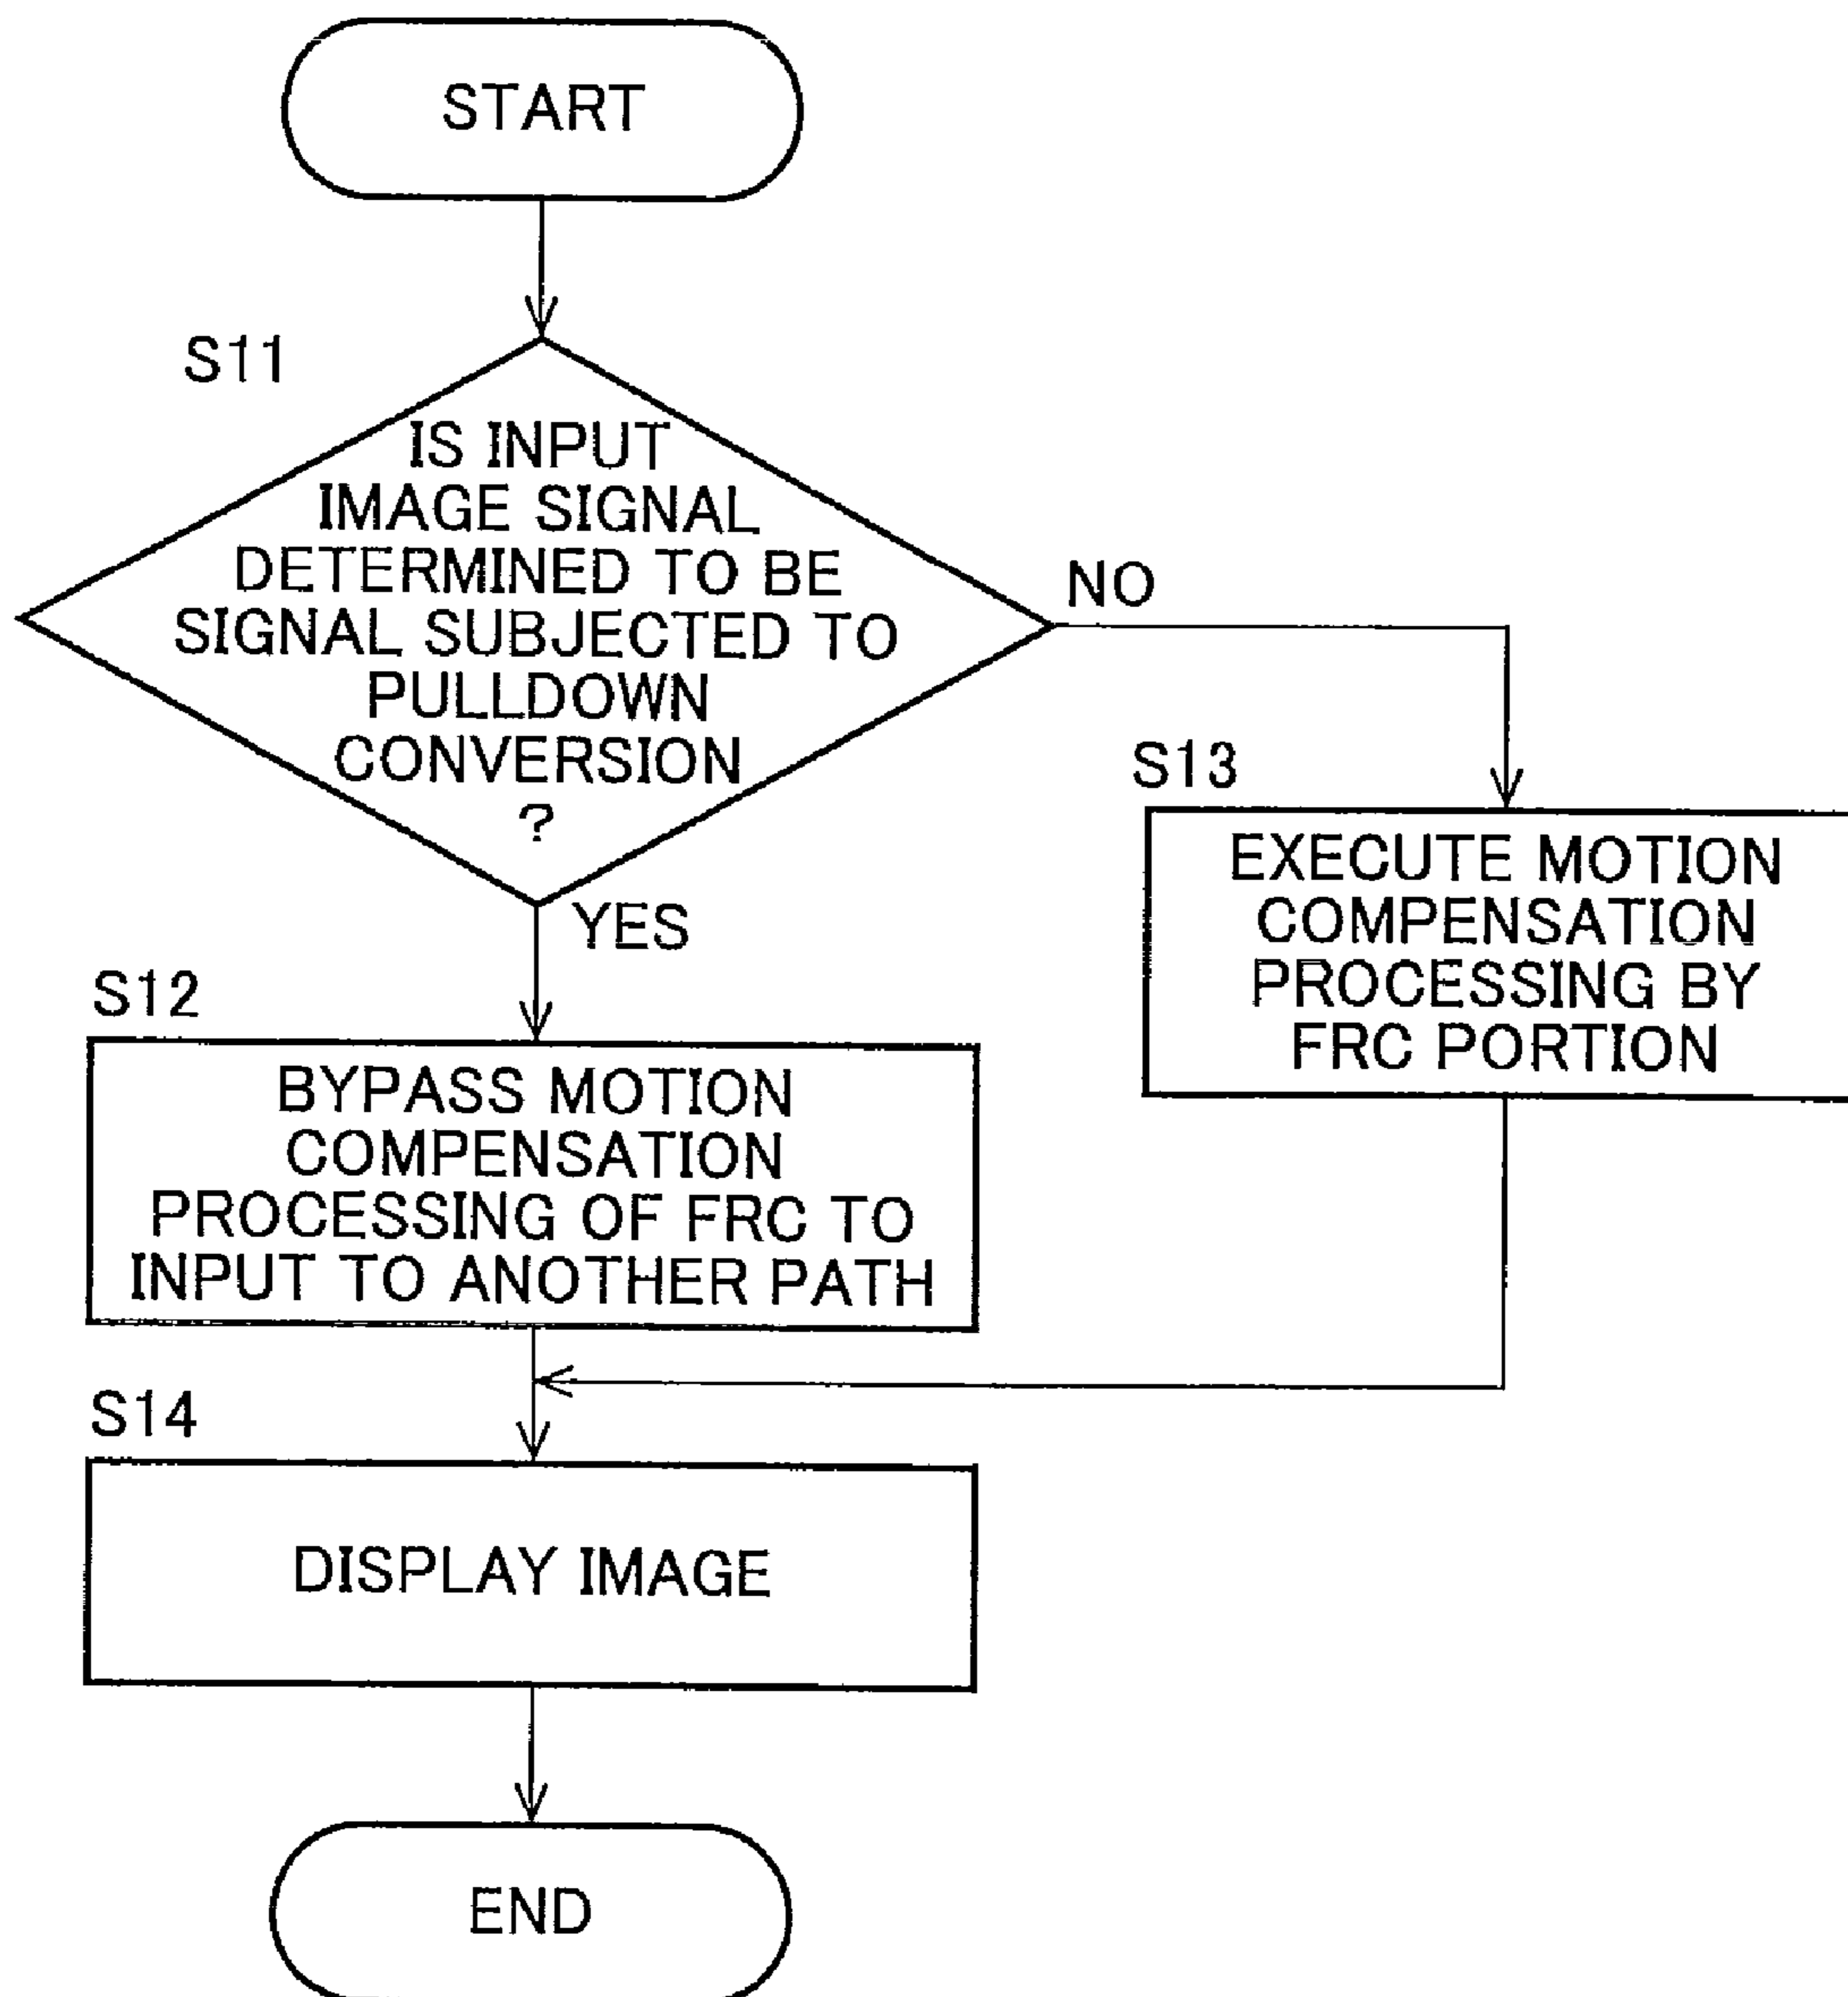 START
S11
IS INPUT
IMAGE SIGNAL
DETERMINED TO BE
SIGNAL SUBJECTED TO
PULLDOWN
CONVERSION
?
NO
YES
S13
EXECUTE MOTION
COMPENSATION
PROCESSING BY
FRC PORTION
S12
BYPASS MOTION
COMPENSATION
PROCESSING OF FRC TO
INPUT TO ANOTHER PATH
S14
DISPLAY IMAGE
END